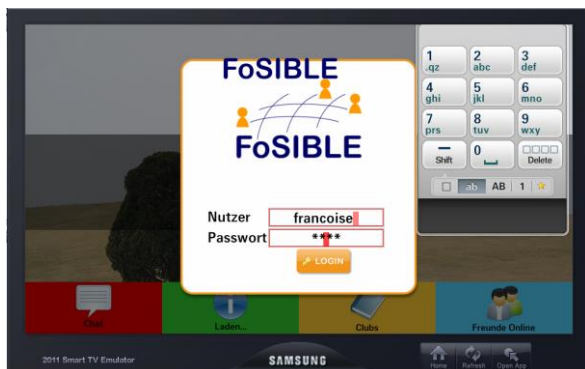 FoSIBLE
FoSIBLE
Nutzer francoise
Passwort ****
LOGIN
1 .qz
2 abc
3 def
4 ghi
5 jkl
6 mno
7 prs
8 tuv
9 wxy
Shift
0
Delete
ab AB 1
Chat
Laden...
Clubs
Freunde Online
2011 Smart TV Emulator
SAMSUNG
Home
Refresh
Open App